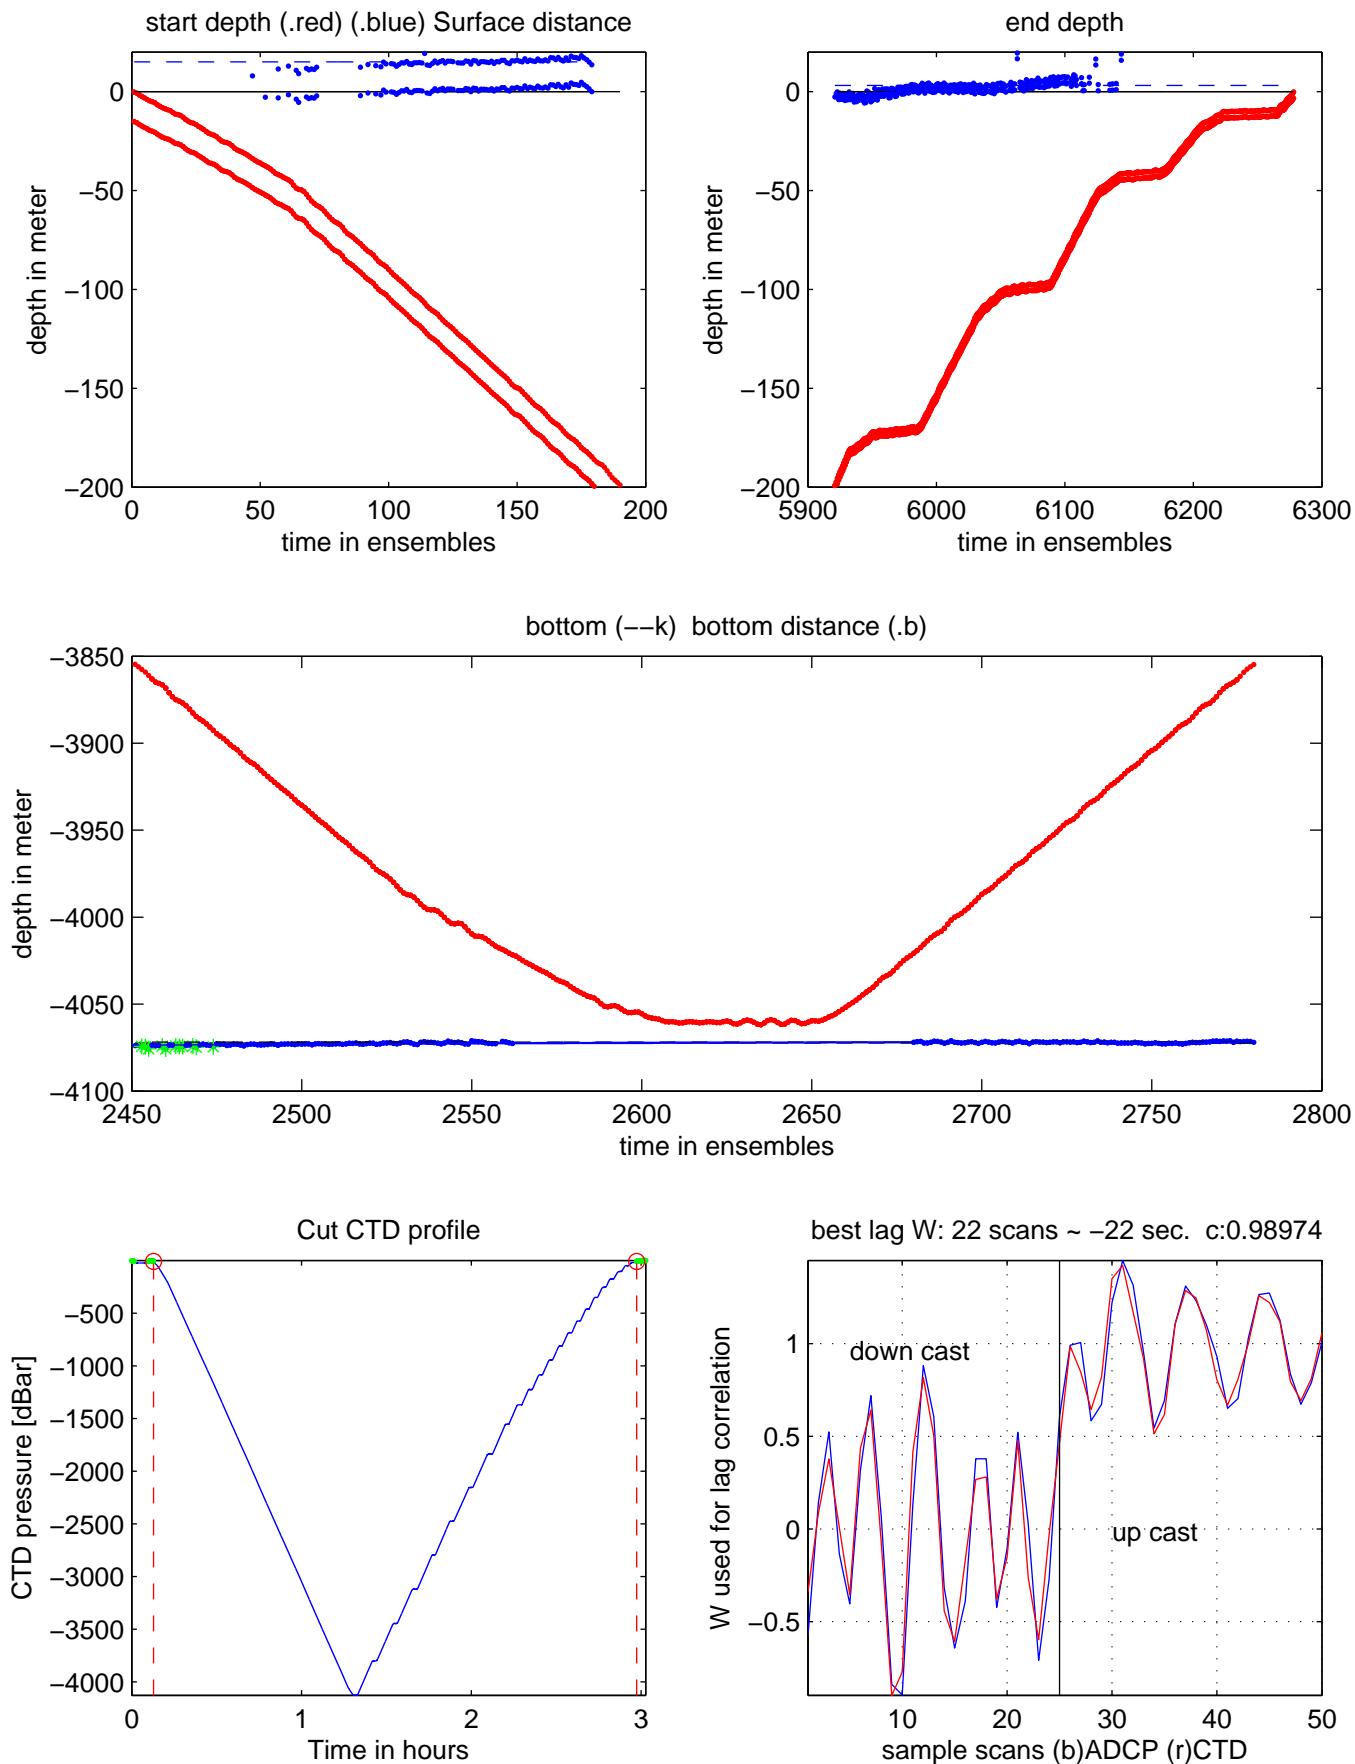 start depth (.red) (.blue) Surface distance
0
−50
−100
−150
−200
depth in meter
0 50 100 150 200
time in ensembles
end depth
0
−50
−100
−150
−200
depth in meter
5900 6000 6100 6200 6300
time in ensembles
bottom (−−k)  bottom distance (.b)
−3850
−3900
−3950
−4000
−4050
−4100
depth in meter
2450 2500 2550 2600 2650 2700 2750 2800
time in ensembles
Cut CTD profile
−500
−1000
−1500
−2000
−2500
−3000
−3500
−4000
CTD pressure [dBar]
0 1 2 3
Time in hours
best lag W: 22 scans ~ −22 sec.  c:0.98974
1
0.5
0
−0.5
W used for lag correlation
down cast
up cast
10 20 30 40 50
sample scans (b)ADCP (r)CTD